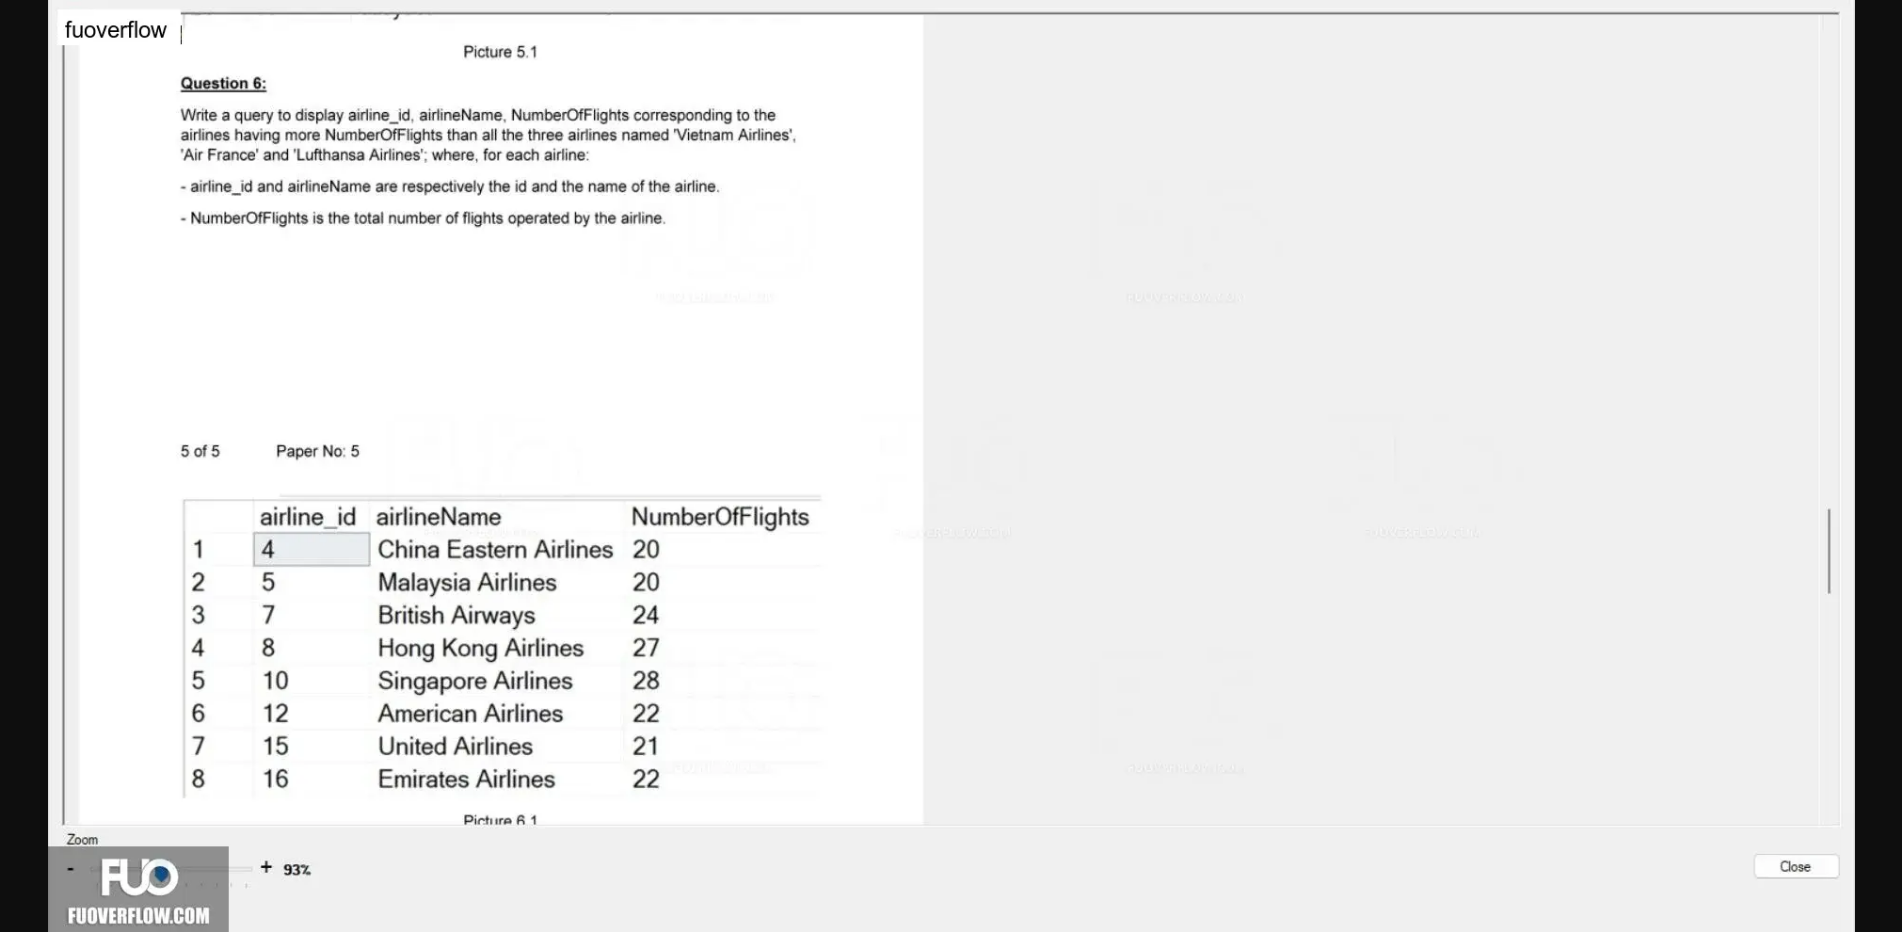 fuoverflow
Picture 5.1
Question 6:
Write a query to display airline_id, airlineName, NumberOfFlights corresponding to the
airlines having more NumberOfFlights than all the three airlines named 'Vietnam Airlines',
'Air France' and 'Lufthansa Airlines'; where, for each airline:
- airline_id and airlineName are respectively the id and the name of the airline.
- NumberOfFlights is the total number of flights operated by the airline.
5 of 5 Paper No: 5
airline_id airlineName NumberOfFlights
1 4 China Eastern Airlines 20
2 5 Malaysia Airlines 20
3 7 British Airways 24
4 8 Hong Kong Airlines 27
5 10 Singapore Airlines 28
6 12 American Airlines 22
7 15 United Airlines 21
8 16 Emirates Airlines 22
Picture 6.1
Zoom
- + 93%
Close
FUO
FUOVERFLOW.COM